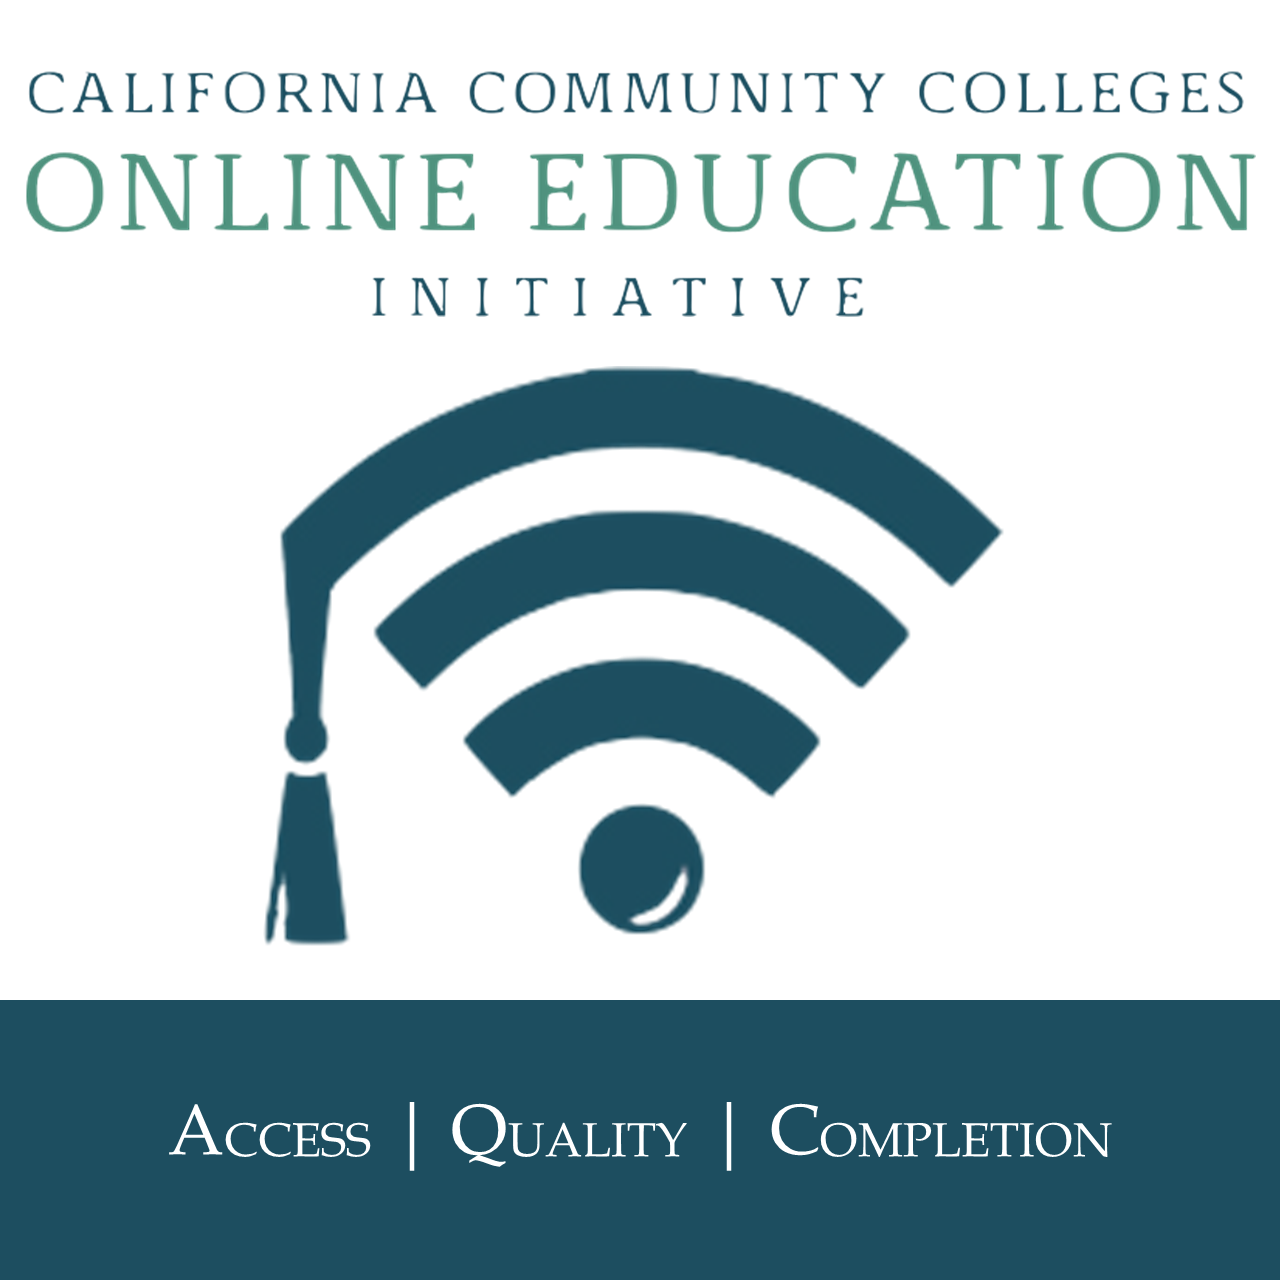 CALIFORNIA COMMUNITY COLLEGES
ONLINE EDUCATION
INITIATIVE
ACCESS | QUALITY | COMPLETION